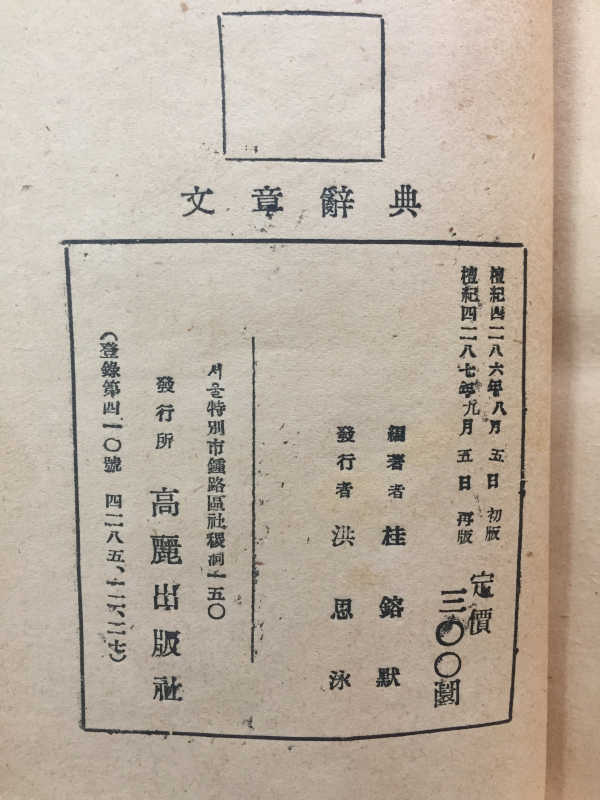 文章辭典
檀紀四二八六年八月五日 初版
檀紀四二八七年九月五日 再版
定價
三〇〇圜
編著者 桂鎔默
發行者 洪恩泳
서울特別市鍾路區社稷洞一五〇
發行所 高麗出版社
(登錄第四一〇號 四二八五、十二、二七)